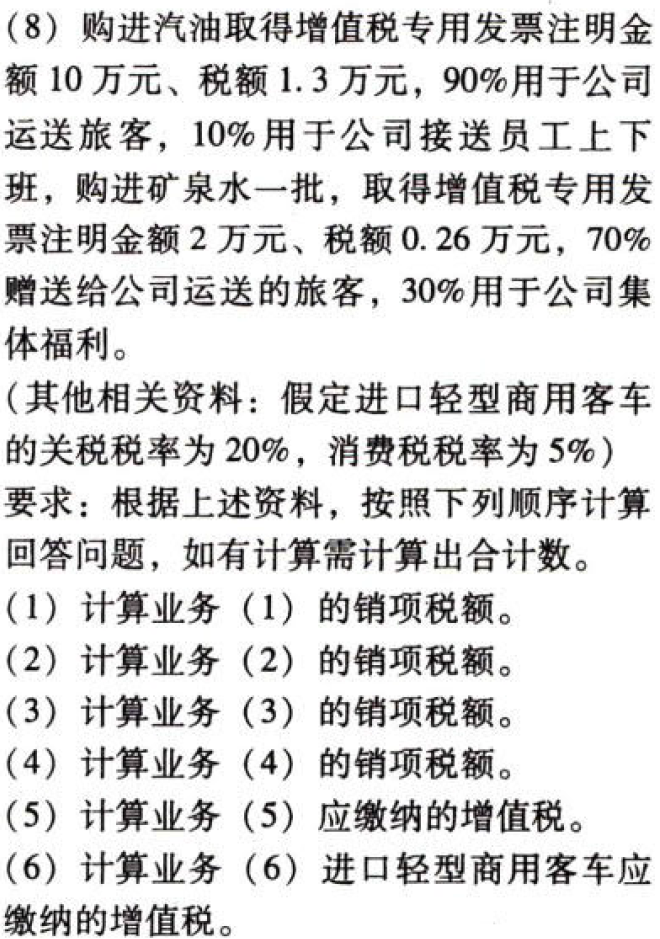 (8) 购进汽油取得增值税专用发票注明金
额 10 万元、税额 1.3 万元，90%用于公司
运送旅客，10%用于公司接送员工上下
班，购进矿泉水一批，取得增值税专用发
票注明金额 2 万元、税额 0.26 万元，70%
赠送给公司运送的旅客，30%用于公司集
体福利。
(其他相关资料：假定进口轻型商用客车
的关税税率为 20%，消费税税率为 5%)
要求：根据上述资料，按照下列顺序计算
回答问题，如有计算需计算出合计数。
(1) 计算业务 (1) 的销项税额。
(2) 计算业务 (2) 的销项税额。
(3) 计算业务 (3) 的销项税额。
(4) 计算业务 (4) 的销项税额。
(5) 计算业务 (5) 应缴纳的增值税。
(6) 计算业务 (6) 进口轻型商用客车应
缴纳的增值税。